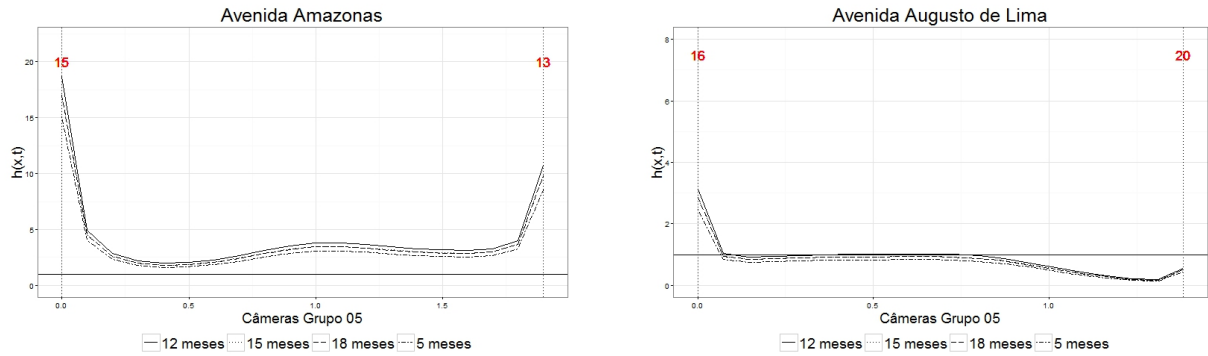 Avenida Amazonas
h(x,t)
20
15
10
5
0
15
13
0.0
0.5
1.0
1.5
Câmeras Grupo 05
12 meses 15 meses 18 meses 5 meses
Avenida Augusto de Lima
h(x,t)
8
6
4
2
0
16
20
0.0
0.5
1.0
Câmeras Grupo 05
12 meses 15 meses 18 meses 5 meses